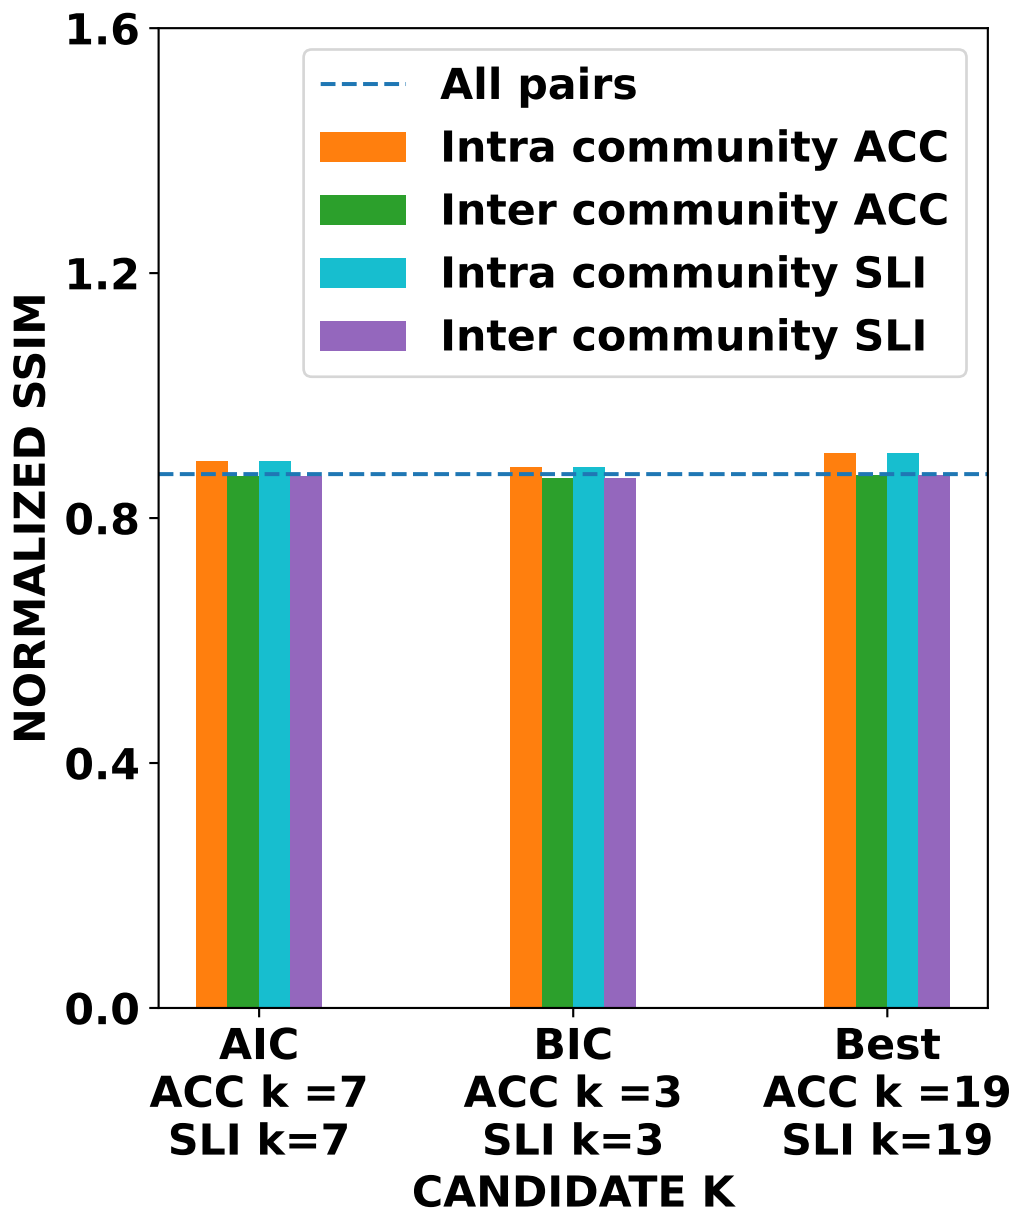 1.6
1.2
0.8
0.4
0.0
NORMALIZED SSIM
All pairs
Intra community ACC
Inter community ACC
Intra community SLI
Inter community SLI
AIC
ACC k =7
SLI k=7
BIC
ACC k =3
SLI k=3
Best
ACC k =19
SLI k=19
CANDIDATE K